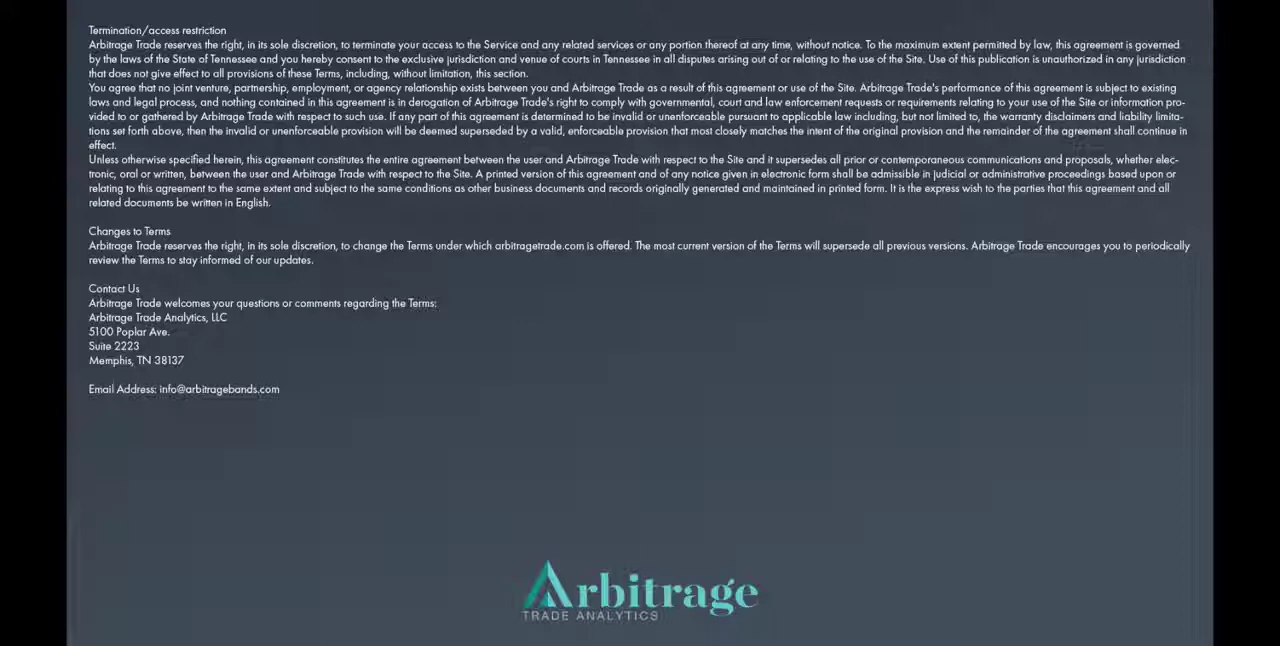 Termination/access restriction
Arbitrage Trade reserves the right, in its sole discretion, to terminate your access to the Service and any related services or any portion thereof at any time, without notice. To the maximum extent permitted by law, this agreement is governed
by the laws of the State of Tennessee and you hereby consent to the exclusive jurisdiction and venue of courts in Tennessee in all disputes arising out of or relating to the use of the Site. Use of this publication is unauthorized in any jurisdiction
that does not give effect to all provisions of these Terms, including, without limitation, this section.
You agree that no joint venture, partnership, employment, or agency relationship exists between you and Arbitrage Trade as a result of this agreement or use of the Site. Arbitrage Trade's performance of this agreement is subject to existing
laws and legal process, and nothing contained in this agreement is in derogation of Arbitrage Trade's right to comply with governmental, court and law enforcement requests or requirements relating to your use of the Site or information pro-
vided to or gathered by Arbitrage Trade with respect to such use. If any part of this agreement is determined to be invalid or unenforceable pursuant to applicable law including, but not limited to, the warranty disclaimers and liability limita-
tions set forth above, then the invalid or unenforceable provision will be deemed superseded by a valid, enforceable provision that most closely matches the intent of the original provision and the remainder of the agreement shall continue in
effect.
Unless otherwise specified herein, this agreement constitutes the entire agreement between the user and Arbitrage Trade with respect to the Site and it supersedes all prior or contemporaneous communications and proposals, whether elec-
tronic, oral or written, between the user and Arbitrage Trade with respect to the Site. A printed version of this agreement and of any notice given in electronic form shall be admissible in judicial or administrative proceedings based upon or
relating to this agreement to the same extent and subject to the same conditions as other business documents and records originally generated and maintained in printed form. It is the express wish to the parties that this agreement and all
related documents be written in English.
Changes to Terms
Arbitrage Trade reserves the right, in its sole discretion, to change the Terms under which arbitragetrade.com is offered. The most current version of the Terms will supersede all previous versions. Arbitrage Trade encourages you to periodically
review the Terms to stay informed of our updates.
Contact Us
Arbitrage Trade welcomes your questions or comments regarding the Terms:
Arbitrage Trade Analytics, LLC
5100 Poplar Ave.
Suite 2223
Memphis, TN 38137
Email Address: info@arbitragebands.com
Arbitrage
TRADE ANALYTICS